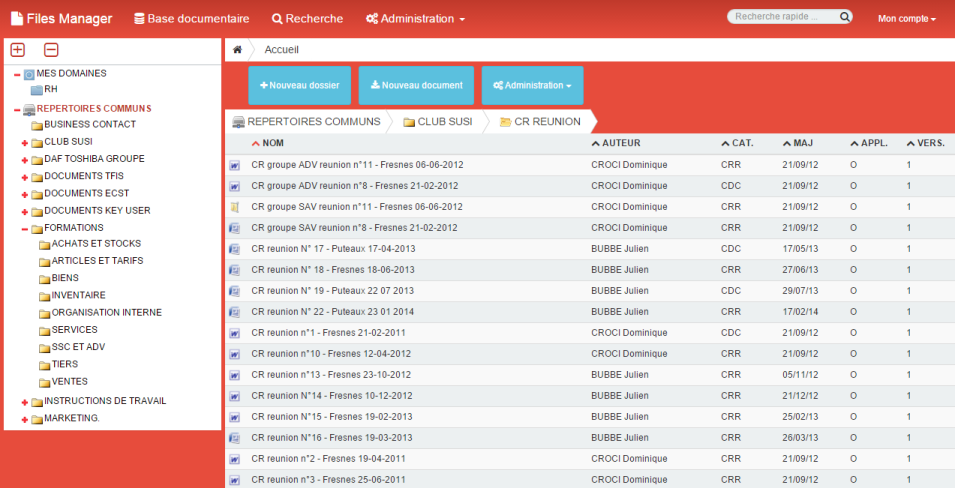 Files Manager Base documentaire Recherche Administration Recherche rapide ... Mon compte
Accueil
MES DOMAINES
RH
REPERTOIRES COMMUNS
BUSINESS CONTACT
CLUB SUSI
DAF TOSHIBA GROUPE
DOCUMENTS TFIS
DOCUMENTS ECST
DOCUMENTS KEY USER
FORMATIONS
ACHATS ET STOCKS
ARTICLES ET TARIFS
BIENS
INVENTAIRE
ORGANISATION INTERNE
SERVICES
SSC ET ADV
TIERS
VENTES
INSTRUCTIONS DE TRAVAIL
MARKETING.
Nouveau dossier Nouveau document Administration
REPERTOIRES COMMUNS CLUB SUSI CR REUNION
NOM AUTEUR CAT. MAJ APPL. VERS.
CR groupe ADV reunion n°11 - Fresnes 06-06-2012 CROCI Dominique CRR 21/09/12 O 1
CR groupe ADV reunion n°8 - Fresnes 21-02-2012 CROCI Dominique CDC 21/09/12 O 1
CR groupe SAV reunion n°11 - Fresnes 06-06-2012 CROCI Dominique CRR 21/09/12 O 1
CR groupe SAV reunion n°8 - Fresnes 21-02-2012 CROCI Dominique CRR 21/09/12 O 1
CR reunion N° 17 - Puteaux 17-04-2013 BUBBE Julien CDC 17/05/13 O 1
CR reunion N° 18 - Fresnes 18-06-2013 BUBBE Julien CRR 27/06/13 O 1
CR reunion N° 19 - Puteaux 22 07 2013 BUBBE Julien CDC 29/07/13 O 1
CR reunion N° 22 - Puteaux 23 01 2014 BUBBE Julien CRR 17/02/14 O 1
CR reunion n°1 - Fresnes 21-02-2011 CROCI Dominique CDC 21/09/12 O 1
CR reunion n°10 - Fresnes 12-04-2012 CROCI Dominique CRR 21/09/12 O 1
CR reunion n°13 - Fresnes 23-10-2012 BUBBE Julien CRR 05/11/12 O 1
CR reunion N°14 - Fresnes 10-12-2012 BUBBE Julien CRR 21/12/12 O 1
CR reunion N°15 - Fresnes 19-02-2013 BUBBE Julien CRR 25/02/13 O 1
CR reunion N°16 - Fresnes 19-03-2013 BUBBE Julien CRR 26/03/13 O 1
CR reunion n°2 - Fresnes 19-04-2011 CROCI Dominique CRR 21/09/12 O 1
CR reunion n°3 - Fresnes 25-06-2011 CROCI Dominique CRR 21/09/12 O 1